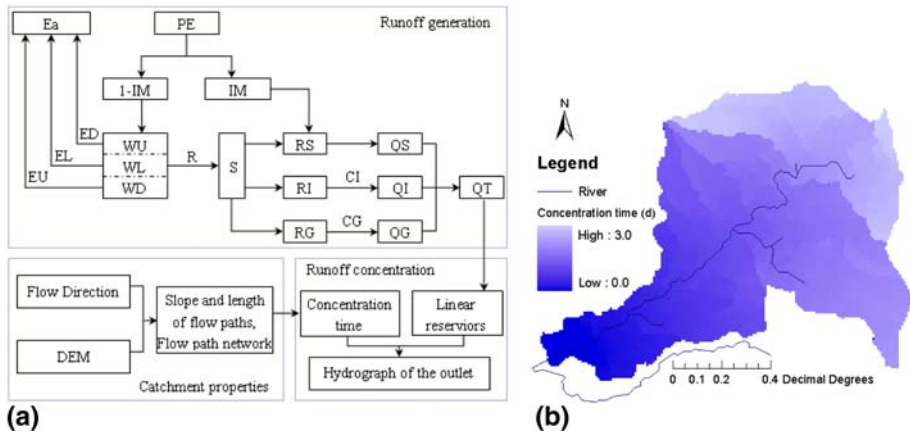 Ea
PE
Runoff generation
1-IM
IM
ED
WU
EL
WL
R
EU
WD
S
RS
QS
RI
CI
QI
QT
RG
CG
QG
Flow Direction
DEM
Slope and length
of flow paths,
Flow path network
Catchment properties
Runoff concentration
Concentration
time
Linear
reserviors
Hydrograph of the outlet
(a)
N
Legend
River
Concentration time (d)
High : 3.0
Low : 0.0
0 0.1 0.2 0.4 Decimal Degrees
(b)